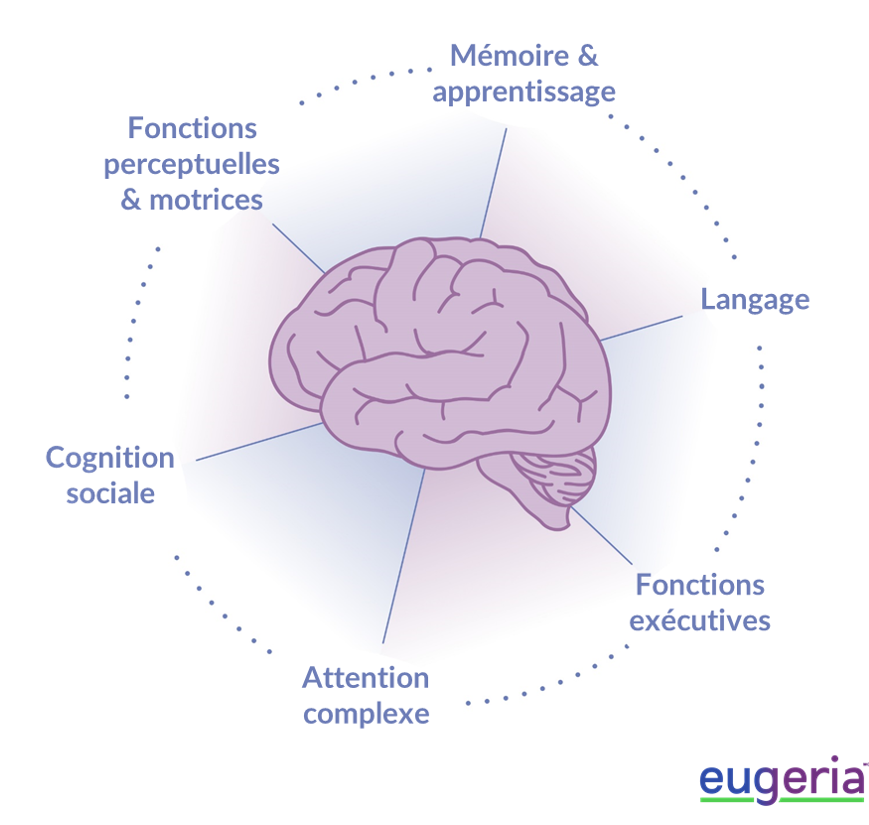 Mémoire &
apprentissage
Fonctions
perceptuelles
& motrices
Langage
Cognition
sociale
Fonctions
exécutives
Attention
complexe
eugeria